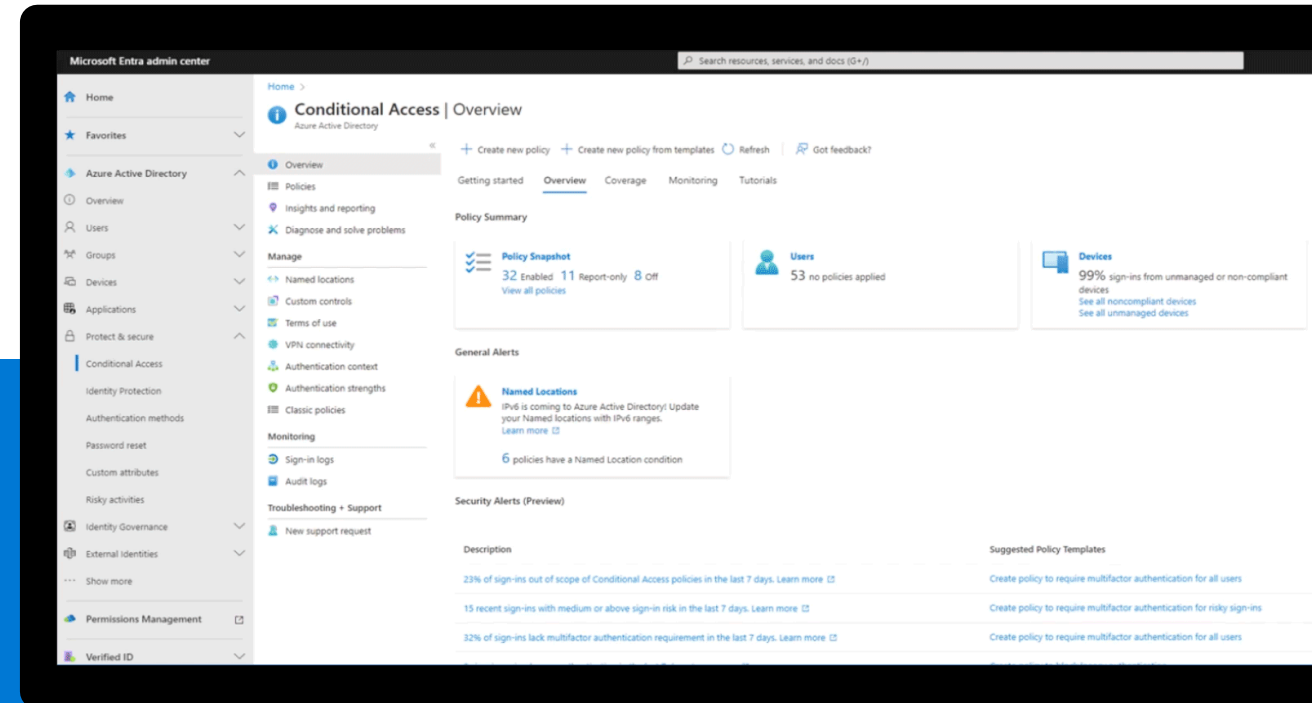 Microsoft Entra admin center
Search resources, services, and docs (G+/)
Home
Favorites
Azure Active Directory
Overview
Users
Groups
Devices
Applications
Protect & secure
Conditional Access
Identity Protection
Authentication methods
Password reset
Custom attributes
Risky activities
Identity Governance
External Identities
Show more
Permissions Management
Verified ID
Home >
Conditional Access | Overview
Azure Active Directory
Overview
Policies
Insights and reporting
Diagnose and solve problems
Manage
Named locations
Custom controls
Terms of use
VPN connectivity
Authentication context
Authentication strengths
Classic policies
Monitoring
Sign-in logs
Audit logs
Troubleshooting + Support
New support request
Create new policy Create new policy from templates Refresh Got feedback?
Getting started Overview Coverage Monitoring Tutorials
Policy Summary
Policy Snapshot
32 Enabled 11 Report-only 8 Off
View all policies
Users
53 no policies applied
Devices
99% sign-ins from unmanaged or non-compliant
devices
See all noncompliant devices
See all unmanaged devices
General Alerts
Named Locations
IPv6 is coming to Azure Active Directory! Update
your Named locations with IPv6 ranges.
Learn more
6 policies have a Named Location condition
Security Alerts (Preview)
Description Suggested Policy Templates
23% of sign-ins out of scope of Conditional Access policies in the last 7 days. Learn more Create policy to require multifactor authentication for all users
15 recent sign-ins with medium or above sign-in risk in the last 7 days. Learn more Create policy to require multifactor authentication for risky sign-ins
32% of sign-ins lack multifactor authentication requirement in the last 7 days. Learn more Create policy to require multifactor authentication for all users